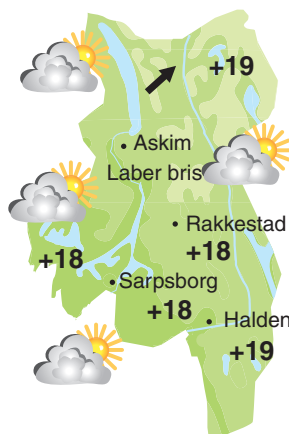 +19
Askim
Laber bris
Rakkestad
+18
+18
Sarpsborg
+18
Halden
+19